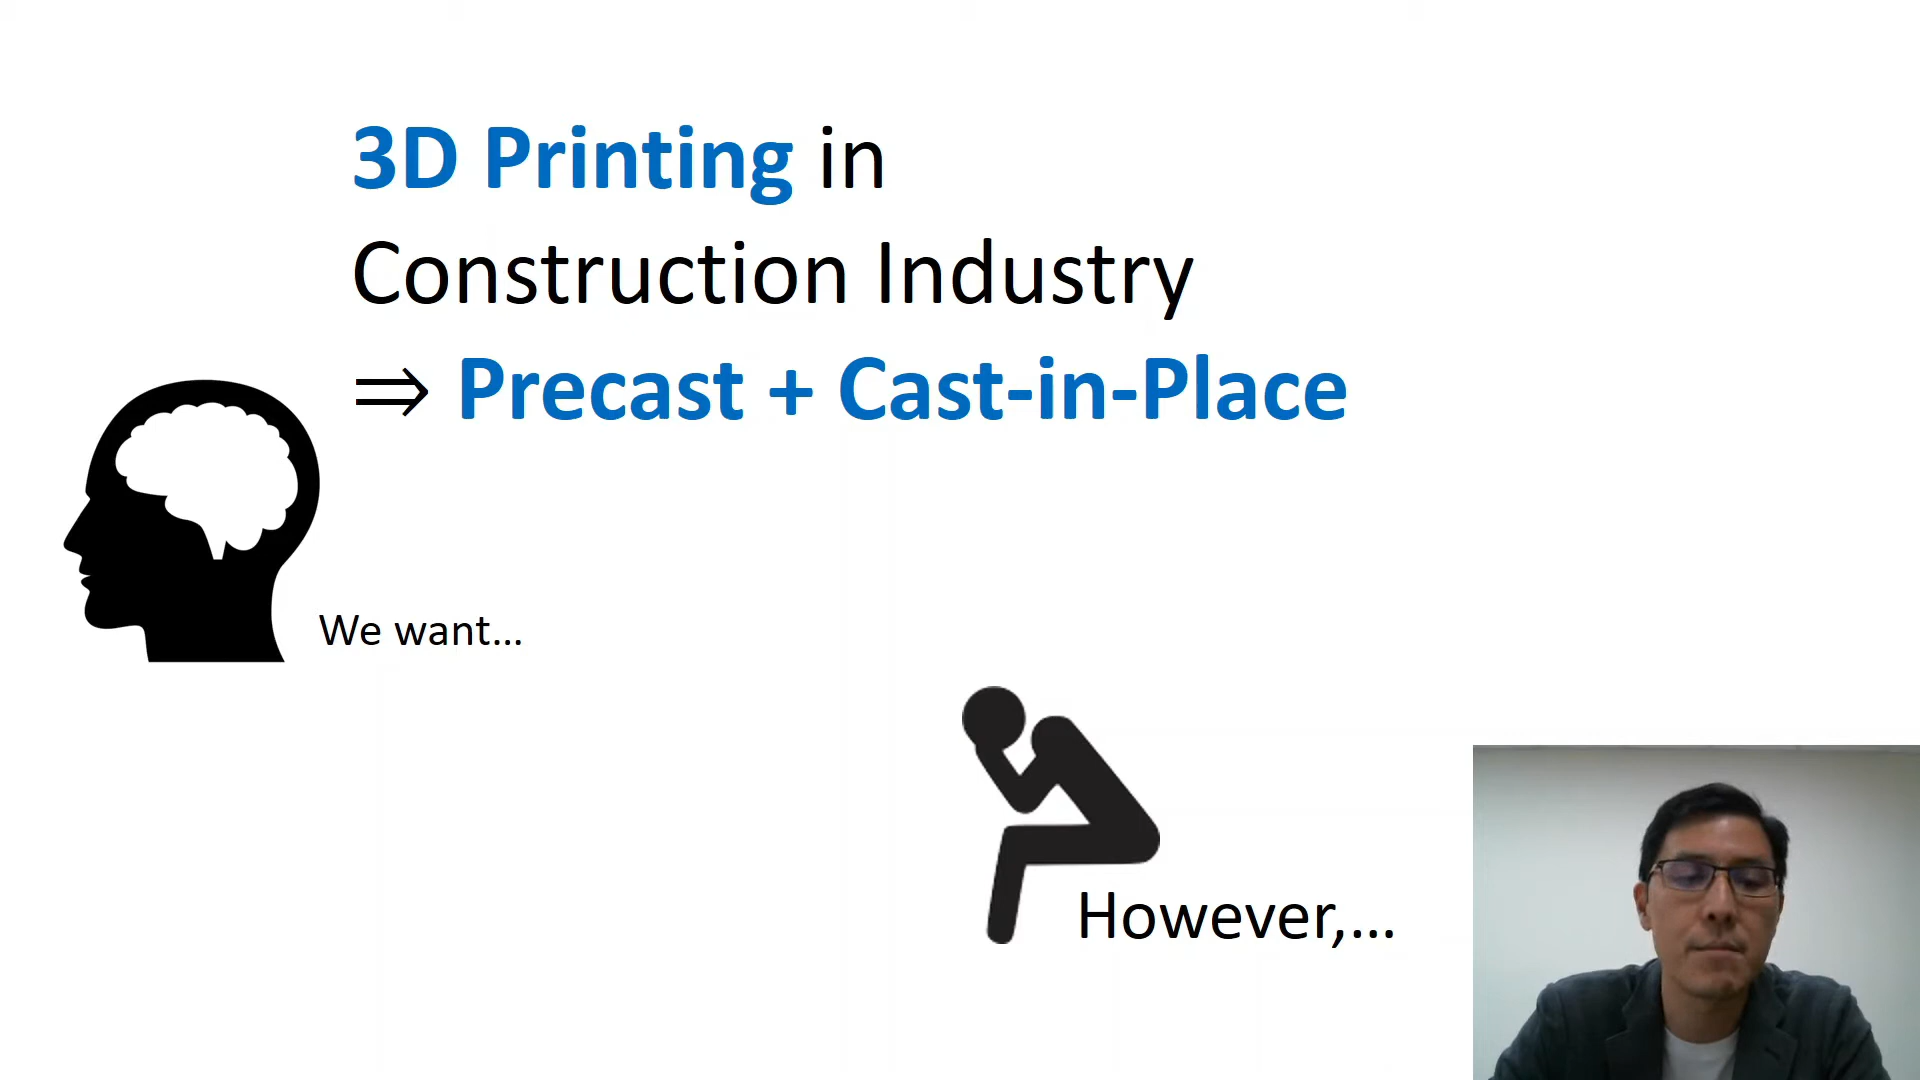 3D Printing in
Construction Industry
⇒ Precast + Cast-in-Place
We want...
However,...